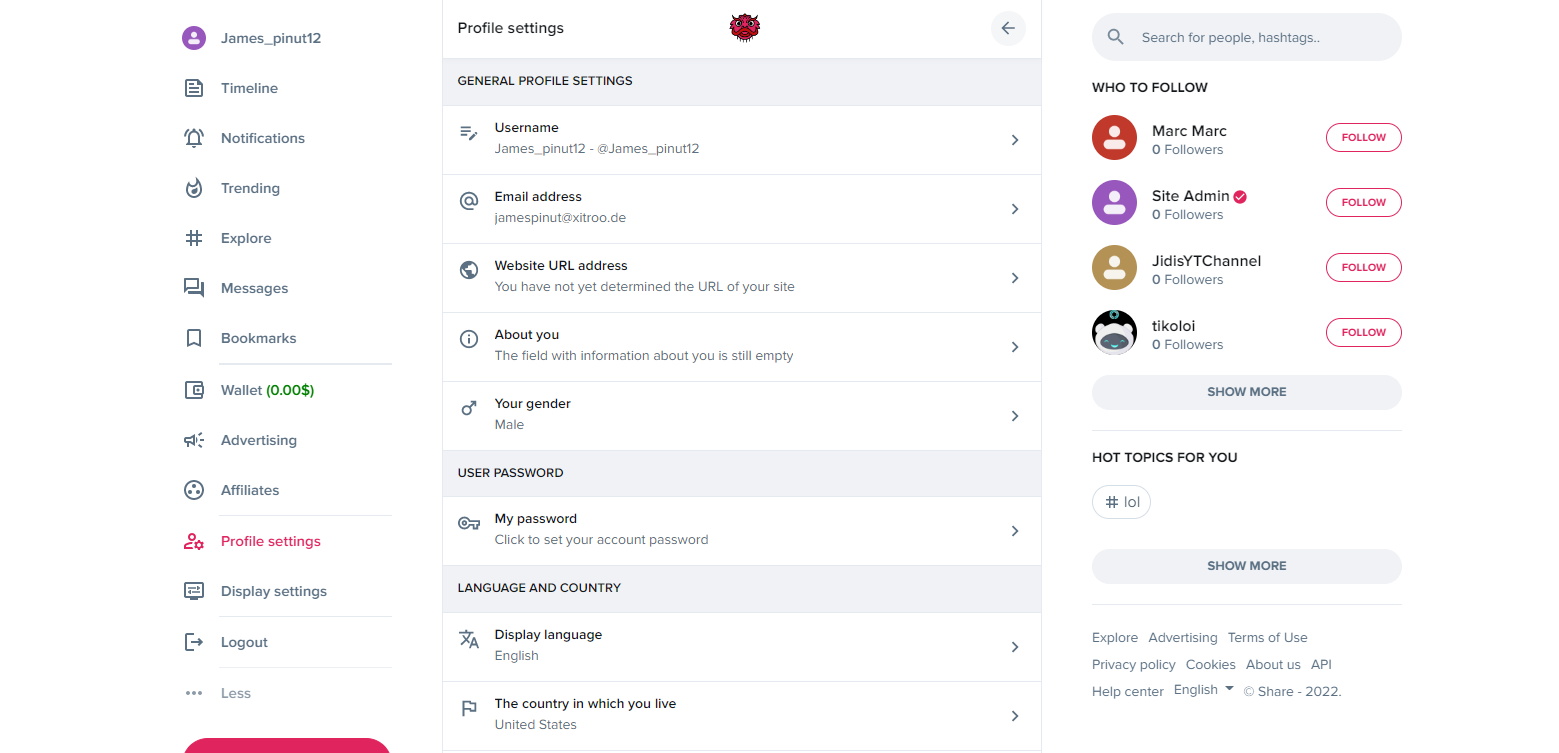 James_pinut12
Timeline
Notifications
Trending
Explore
Messages
Bookmarks
Wallet (0.00$)
Advertising
Affiliates
Profile settings
Display settings
Logout
Less
Profile settings
GENERAL PROFILE SETTINGS
Username
James_pinut12 - @James_pinut12
Email address
jamespinut@xitroo.de
Website URL address
You have not yet determined the URL of your site
About you
The field with information about you is still empty
Your gender
Male
USER PASSWORD
My password
Click to set your account password
LANGUAGE AND COUNTRY
Display language
English
The country in which you live
United States
Search for people, hashtags..
WHO TO FOLLOW
Marc Marc
0 Followers
FOLLOW
Site Admin
0 Followers
FOLLOW
JidisYTChannel
0 Followers
FOLLOW
tikoloi
0 Followers
FOLLOW
SHOW MORE
HOT TOPICS FOR YOU
# lol
SHOW MORE
Explore Advertising Terms of Use
Privacy policy Cookies About us API
Help center English © Share - 2022.